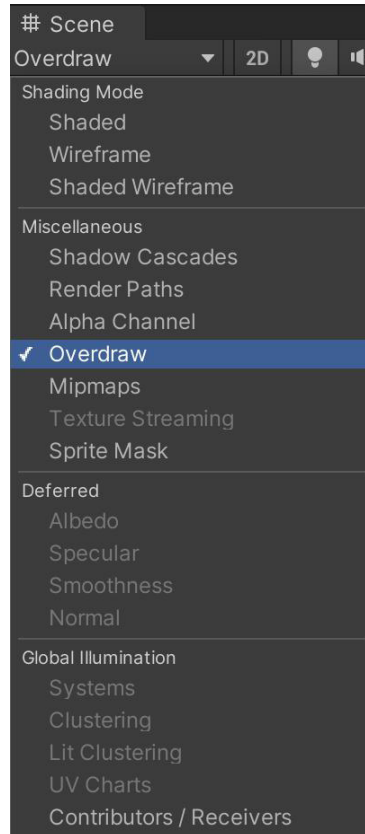 # Scene
Overdraw 2D
Shading Mode
Shaded
Wireframe
Shaded Wireframe
Miscellaneous
Shadow Cascades
Render Paths
Alpha Channel
✓ Overdraw
Mipmaps
Texture Streaming
Sprite Mask
Deferred
Albedo
Specular
Smoothness
Normal
Global Illumination
Systems
Clustering
Lit Clustering
UV Charts
Contributors / Receivers